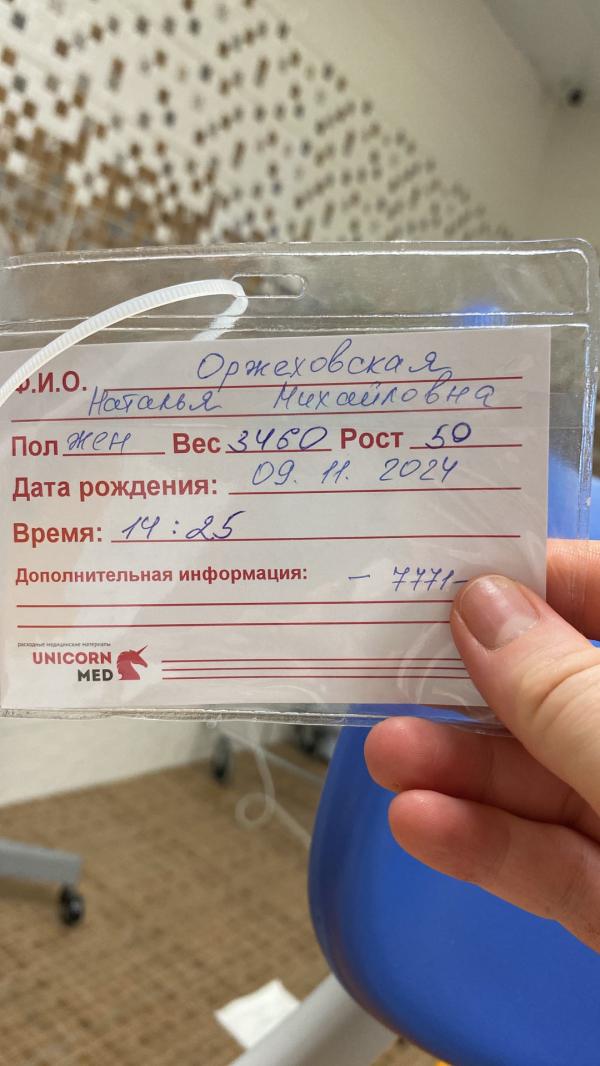 Ф.И.О. Оржеховская
Наталья Михайловна
Пол жен Вес 3460 Рост 50
Дата рождения: 09. 11. 2024
Время: 14:25
Дополнительная информация: – 7771–
расходные медицинские материалы
UNICORN
MED